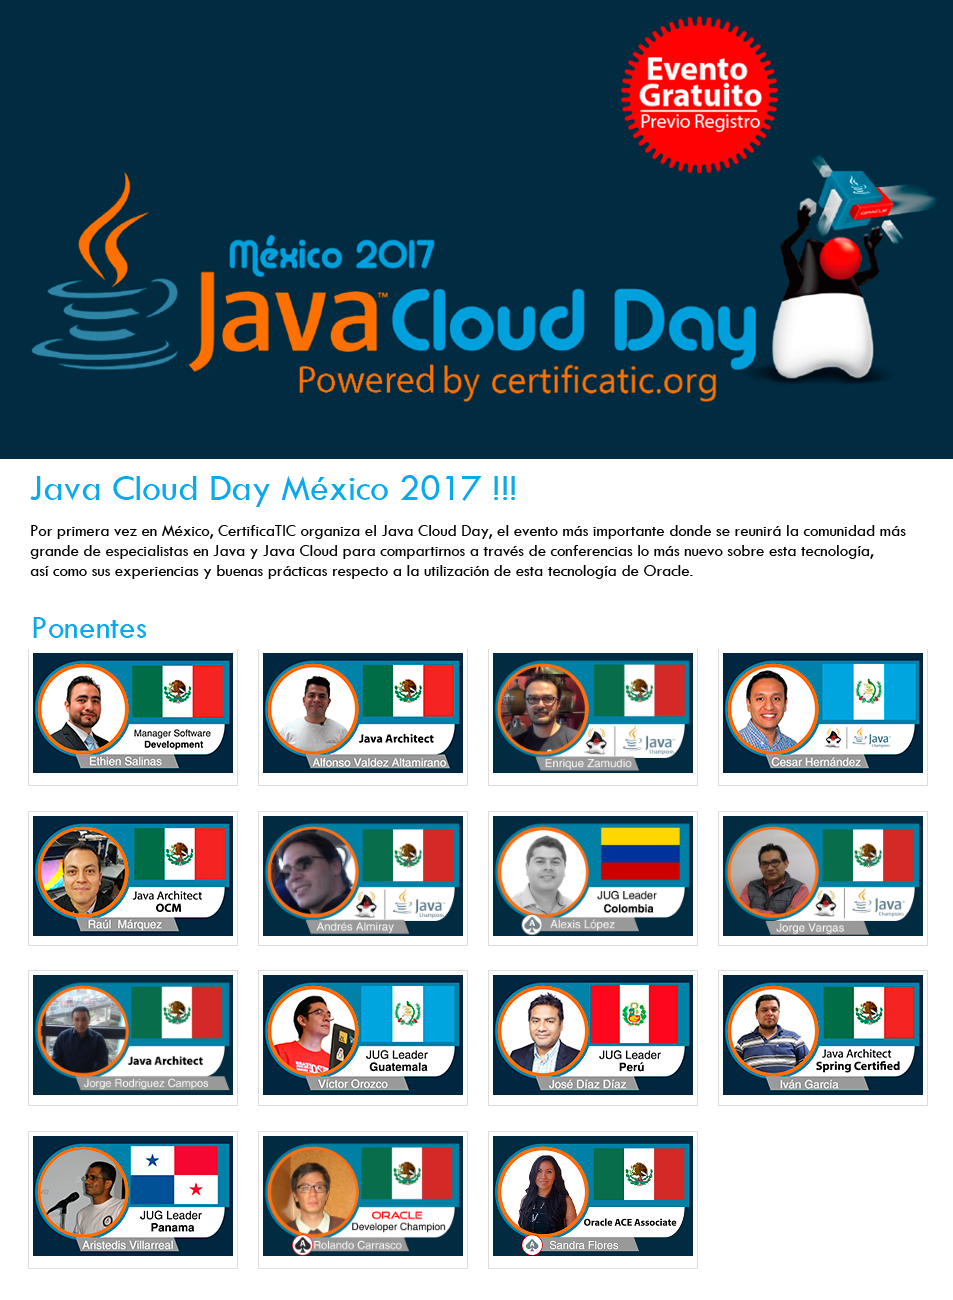 Evento
Gratuito
Previo Registro
ORACLE
México 2017
Java™ Cloud Day
Powered by certificatic.org
Java Cloud Day México 2017 !!!
Por primera vez en México, CertificaTIC organiza el Java Cloud Day, el evento más importante donde se reunirá la comunidad más
grande de especialistas en Java y Java Cloud para compartirnos a través de conferencias lo más nuevo sobre esta tecnología,
así como sus experiencias y buenas prácticas respecto a la utilización de esta tecnología de Oracle.
Ponentes
Manager Software
Development
Ethien Salinas
Java Architect
Alfonso Valdez Altamirano
Java
Champions
Enrique Zamudio
Java
Champions
Cesar Hernández
Java Architect
OCM
Raúl Márquez
Java
Champions
Andrés Almiray
JUG Leader
Colombia
Alexis López
Java
Champions
Jorge Vargas
Java Architect
Jorge Rodriguez Campos
JUG Leader
Guatemala
Víctor Orozco
JUG Leader
Perú
José Díaz Díaz
Java Architect
Spring Certified
Iván García
JUG Leader
Panama
Aristedis Villarreal
ORACLE
Developer Champion
Rolando Carrasco
Oracle ACE Associate
Sandra Flores